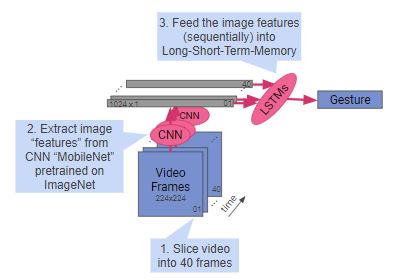 3. Feed the image features
(sequentially) into
Long-Short-Term-Memory
...
40
1024 x 1
01
LSTMs
Gesture
CNN
CNN
2. Extract image
“features” from
CNN “MobileNet”
pretrained on
ImageNet
...
...
Video
Frames
224x224
40
01
time
1. Slice video
into 40 frames